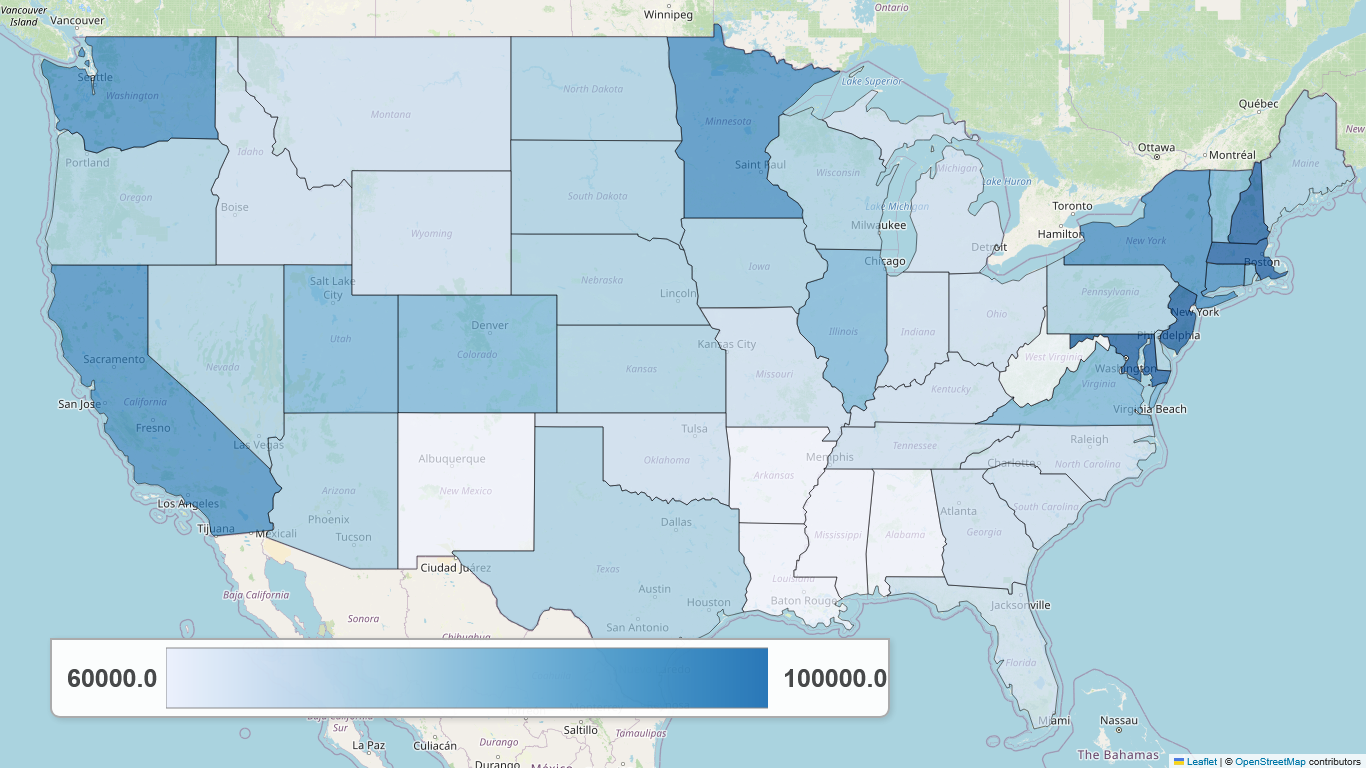 Vancouver
Island
Vancouver
Winnipeg
Ontario
Seattle
Washington
Montana
North Dakota
Minnesota
Lake Superior
Québec
Ottawa
Montréal
New
Portland
Idaho
Saint Paul
Wisconsin
Michigan
Lake Huron
Maine
Oregon
Boise
South Dakota
Lake Michigan
Toronto
Wyoming
Milwaukee
Hamilton
Detroit
New York
Chicago
Boston
Salt Lake
City
Nebraska
Iowa
Lincoln
Pennsylvania
New York
Denver
Utah
Colorado
Illinois
Indiana
Ohio
Philadelphia
Sacramento
Nevada
Kansas
Kansas City
Missouri
West Virginia
Washington
Virginia
Kentucky
San Jose
California
Virginia Beach
Fresno
Las Vegas
Tulsa
Tennessee
Raleigh
Albuquerque
Oklahoma
Memphis
Charlotte
North Carolina
Arkansas
Arizona
New Mexico
Los Angeles
Phoenix
Dallas
Atlanta
South Carolina
Tijuana
Mexicali
Tucson
Mississippi
Alabama
Georgia
Ciudad Juárez
Texas
Louisiana
Austin
Houston
Baton Rouge
Jacksonville
Baja California
Sonora
San Antonio
Chihuahua
Florida
60000.0
100000.0
Baja California
Sur
Saltillo
Tamaulipas
Miami
Nassau
La Paz
Culiacán
Durango
Durango
México
The Bahamas
Leaflet | © OpenStreetMap contributors